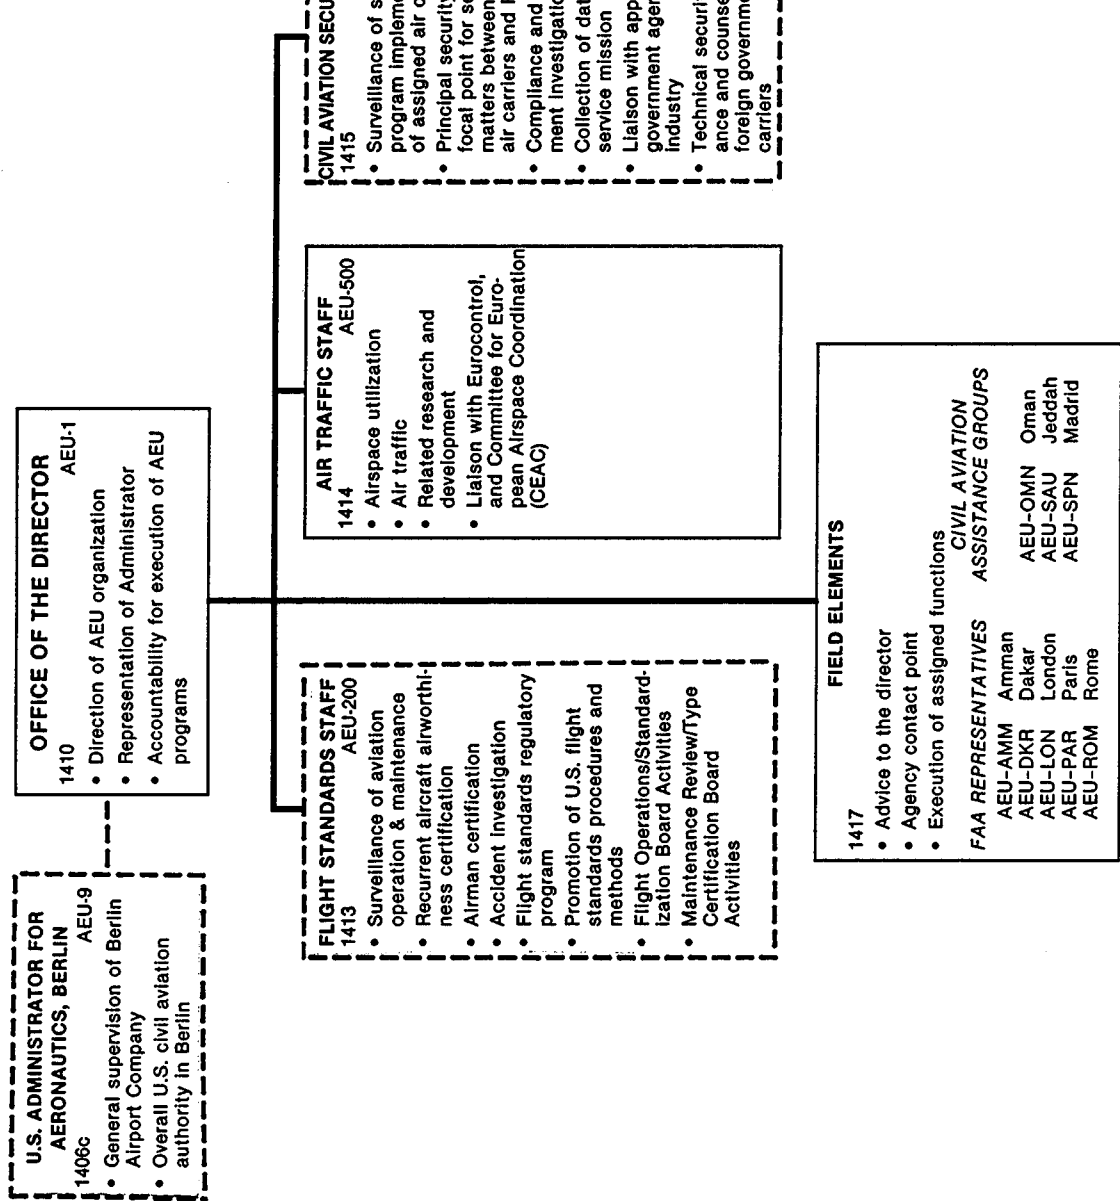 U.S. ADMINISTRATOR FOR
AERONAUTICS, BERLIN
1406c AEU-9
• General supervision of Berlin
Airport Company
• Overall U.S. civil aviation
authority in Berlin
OFFICE OF THE DIRECTOR
1410 AEU-1
• Direction of AEU organization
• Representation of Administrator
• Accountability for execution of AEU
programs
FLIGHT STANDARDS STAFF
1413 AEU-200
• Surveillance of aviation
operation & maintenance
• Recurrent aircraft airworthi-
ness certification
• Airman certification
• Accident investigation
• Flight standards regulatory
program
• Promotion of U.S. flight
standards procedures and
methods
• Flight Operations/Standard-
ization Board Activities
• Maintenance Review/Type
Certification Board
Activities
AIR TRAFFIC STAFF
1414 AEU-500
• Airspace utilization
• Air traffic
• Related research and
development
• Liaison with Eurocontrol,
and Committee for Euro-
pean Airspace Coordination
(CEAC)
CIVIL AVIATION SECU
1415
• Surveillance of s
program impleme
of assigned air c
• Principal security
focal point for se
matters between
air carriers and
• Compliance and
ment investigatio
• Collection of dat
service mission
• Liaison with app
government agen
industry
• Technical securi
ance and counse
foreign governme
carriers
FIELD ELEMENTS
1417
• Advice to the director
• Agency contact point
• Execution of assigned functions
CIVIL AVIATION
FAA REPRESENTATIVES ASSISTANCE GROUPS
AEU-AMM Amman AEU-OMN Oman
AEU-DKR Dakar AEU-SAU Jeddah
AEU-LON London AEU-SPN Madrid
AEU-PAR Paris
AEU-ROM Rome